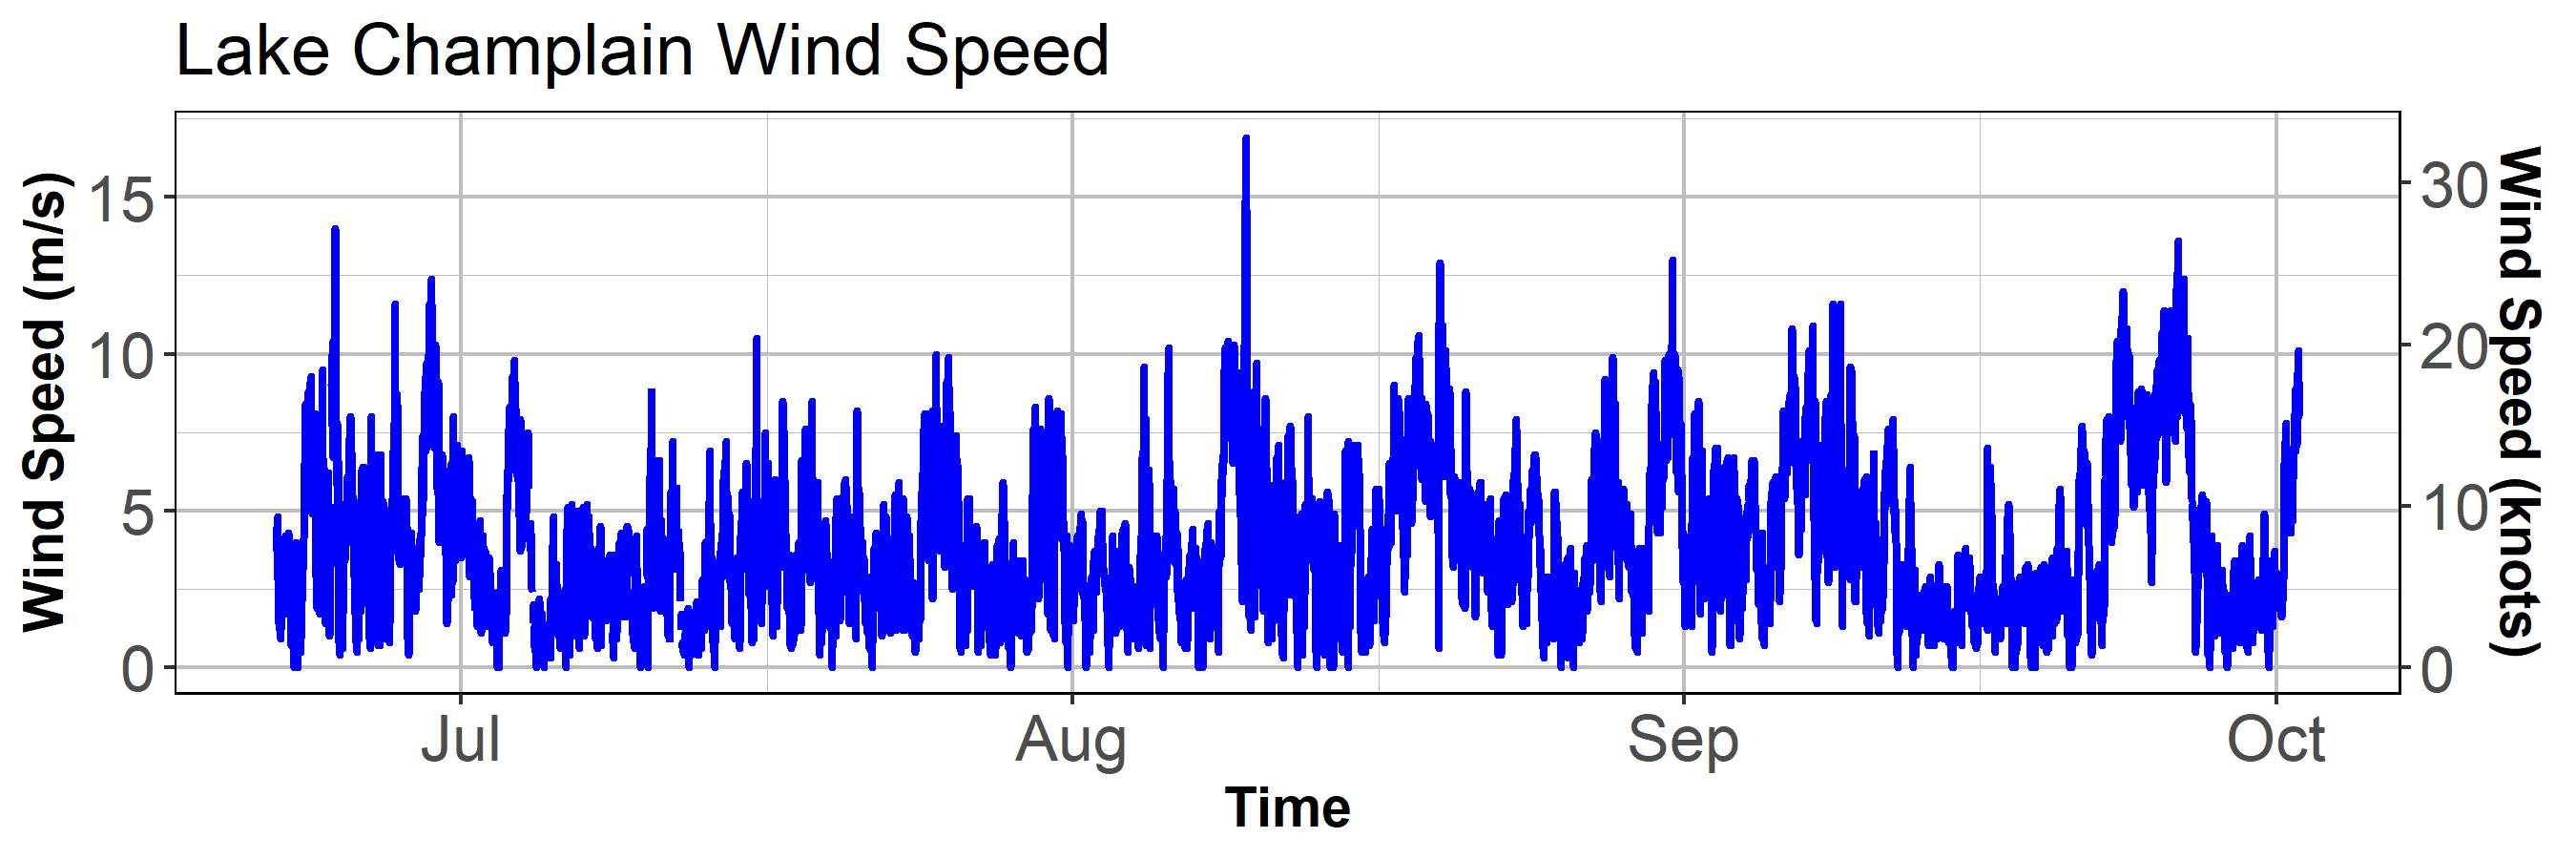 Lake Champlain Wind Speed
Wind Speed (m/s)
15
10
5
0
30
20
10
0
Wind Speed (knots)
Jul Aug Sep Oct
Time